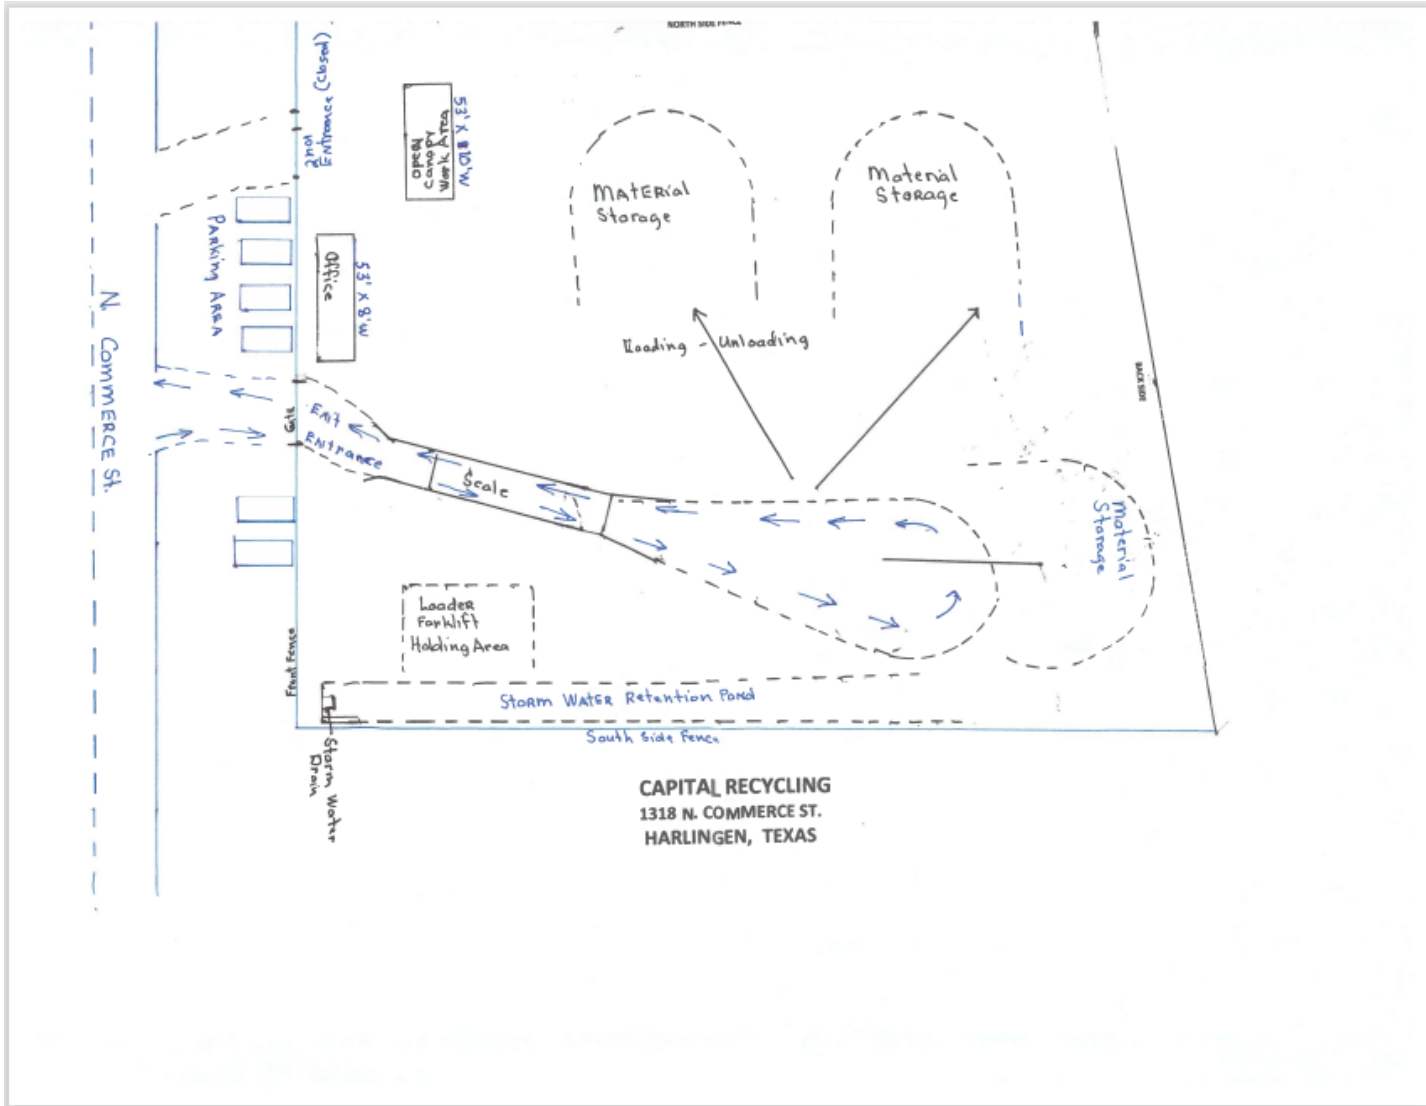 NORTH SIDE FENCE
2nd
Entrance (closed)
OPEN
Canopy
Work Area
53' X 10'W
MATERial
Storage
Material
Storage
PARKing AREA
Office
53' X 8'W
N. COMMERCE St.
Loading - Unloading
BACK SIDE
Gate
Exit
ENtrance
Scale
Material
Storage
Loader
Forklift
Holding Area
Front Fence
Storm WATER Retention Pond
South Side Fence
Storm Water
Drain
CAPITAL RECYCLING
1318 N. COMMERCE ST.
HARLINGEN, TEXAS